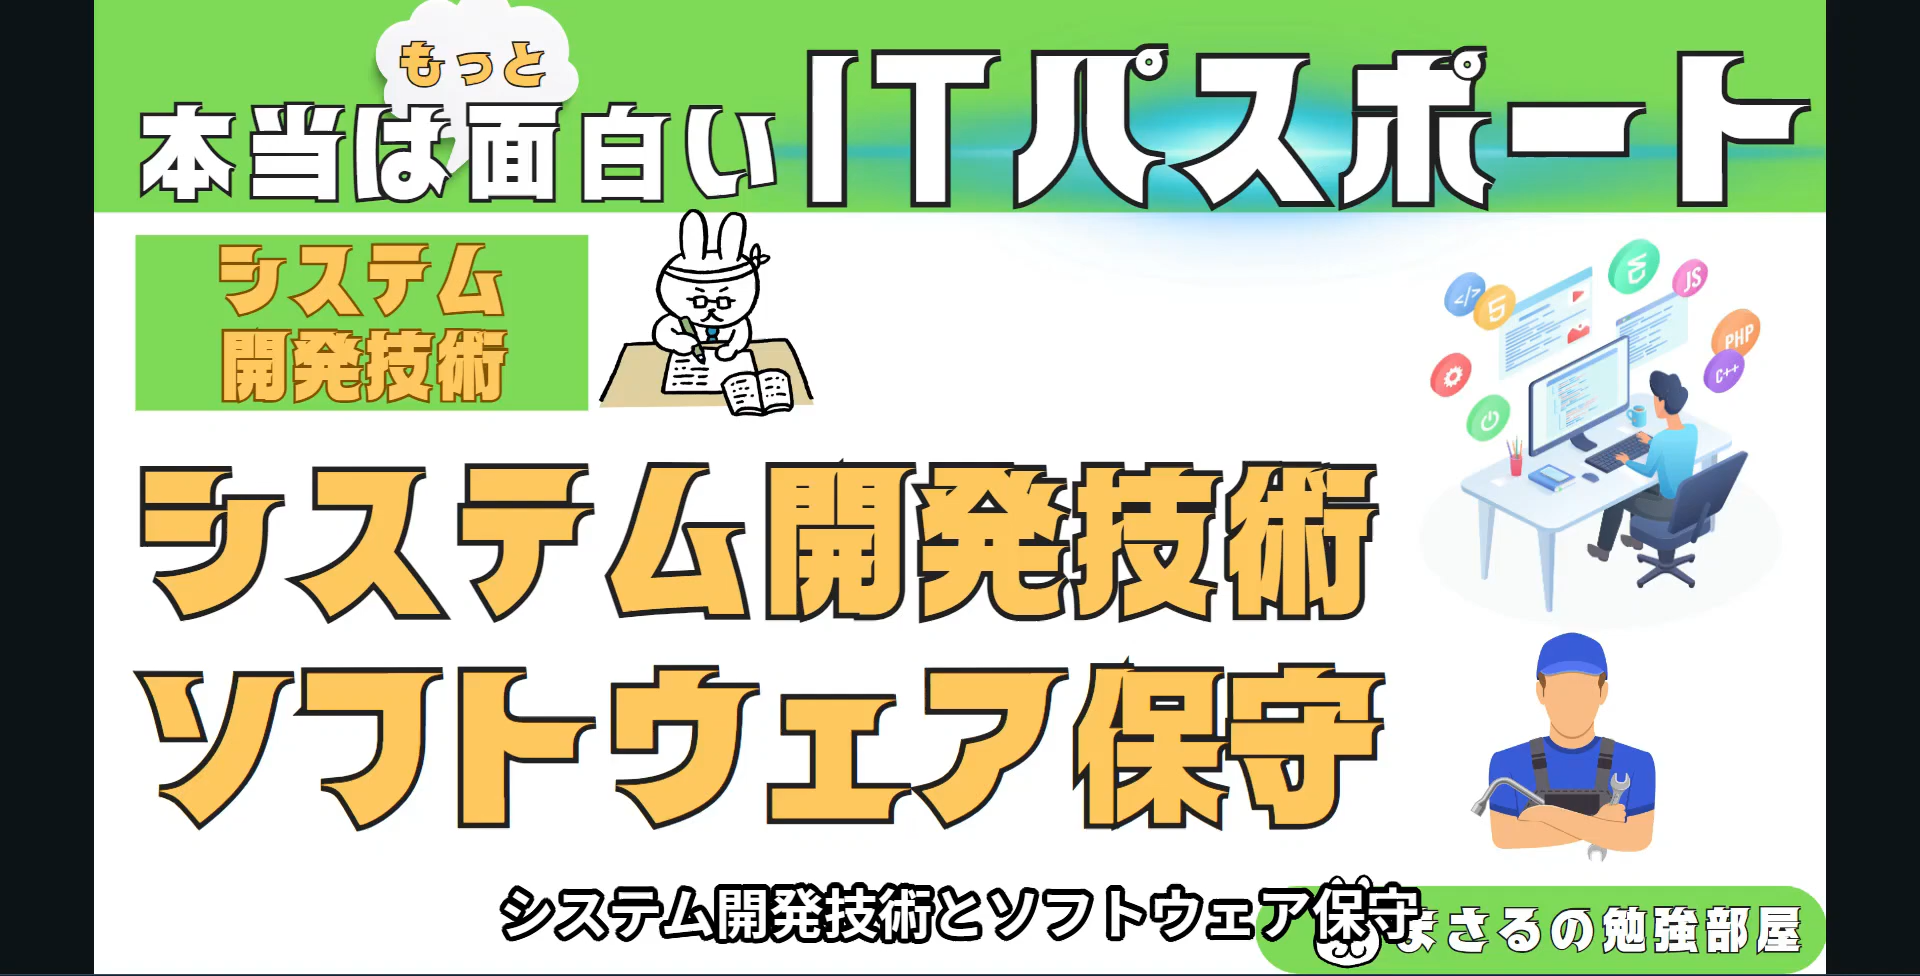 もっと
本当は面白いITパスポート
システム
開発技術
</>
5
JS
PHP
C++
システム開発技術
ソフトウェア保守
システム開発技術とソフトウェア保守
まさるの勉強部屋